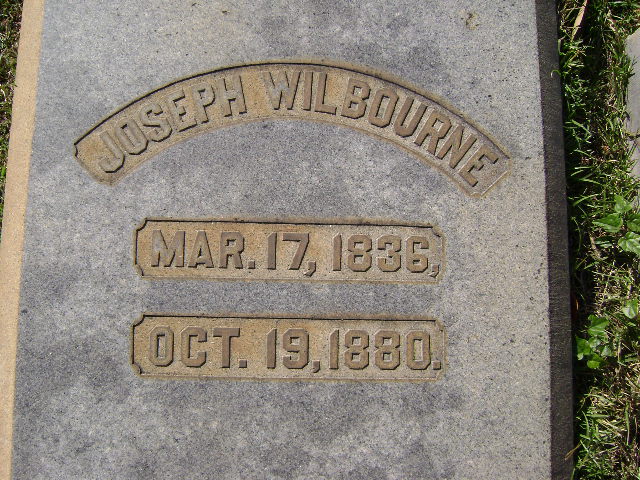 JOSEPH WILBOURNE
MAR. 17, 1836,
OCT. 19, 1880.